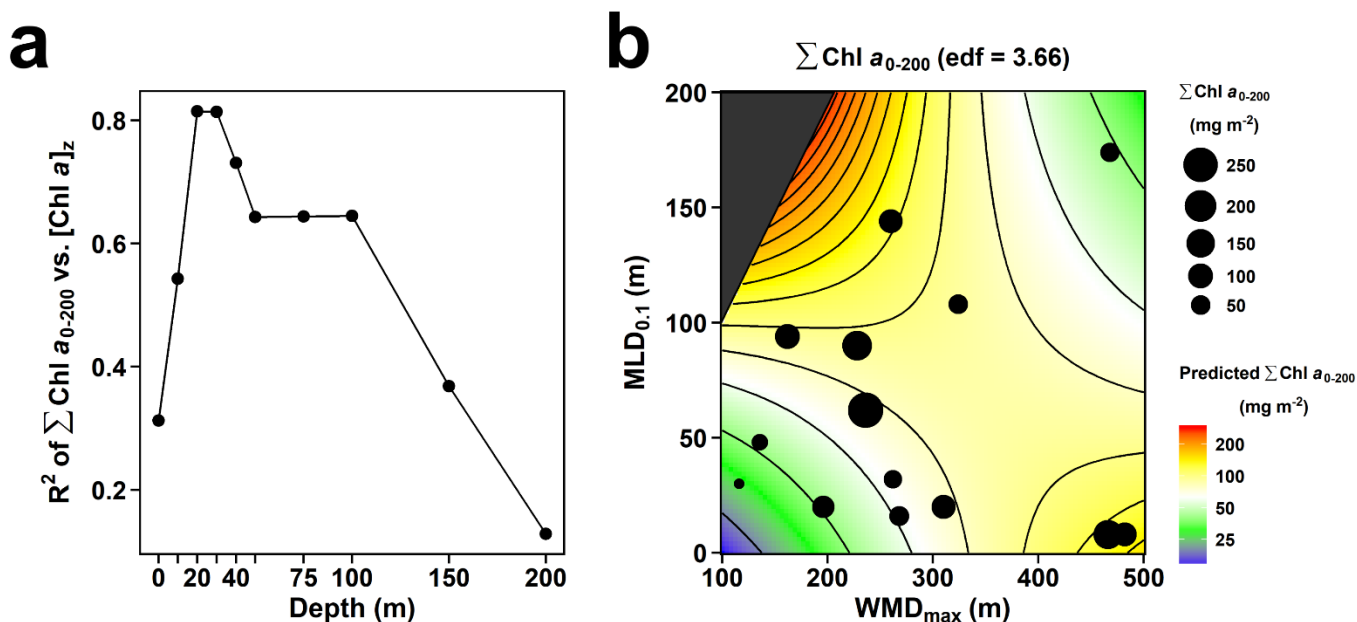 a
R² of ∑ Chl a₀₋₂₀₀ vs. [Chl a]z
0.8
0.6
0.4
0.2
0 20 40 75 100 150 200
Depth (m)
b
∑ Chl a₀₋₂₀₀ (edf = 3.66)
MLD₀.₁ (m)
200
150
100
50
0
100 200 300 400 500
WMDmax (m)
∑ Chl a₀₋₂₀₀
(mg m⁻²)
250
200
150
100
50
Predicted ∑ Chl a₀₋₂₀₀
(mg m⁻²)
200
100
50
25